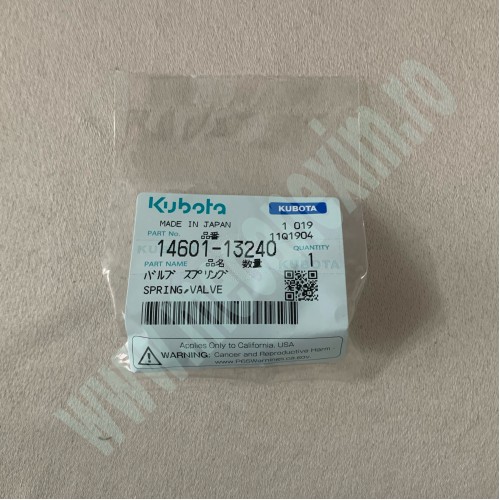 Kubota
KUBOTA
MADE IN JAPAN
1 019
PART No. 品番
11Q1904
14601-13240
QUANTITY
PART NAME 品名 数量
1
バルブ スプリング
SPRING,VALVE
Applies Only to California, USA
WARNING: Cancer and Reproductive Harm